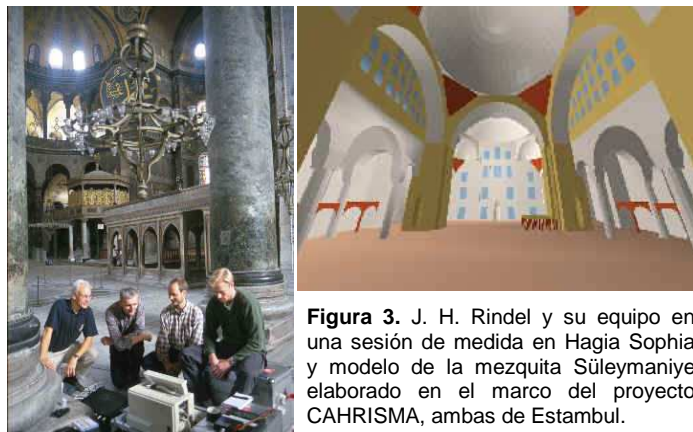 Figura 3. J. H. Rindel y su equipo en
una sesión de medida en Hagia Sophia
y modelo de la mezquita Süleymaniye
elaborado en el marco del proyecto
CAHRISMA, ambas de Estambul.